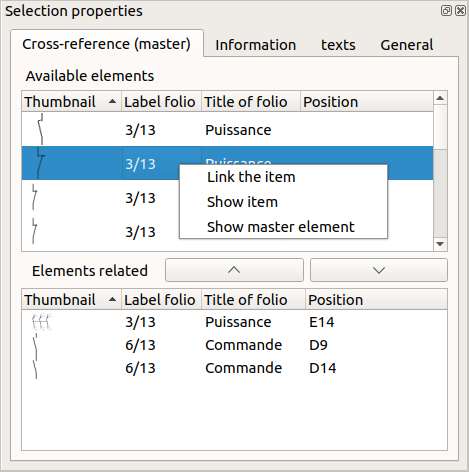 Selection properties
Cross-reference (master) Information texts General
Available elements
Thumbnail Label folio Title of folio Position
3/13 Puissance
3/13 Puissance
Link the item
3/13
Show item
3/13
Show master element
Elements related
Thumbnail Label folio Title of folio Position
3/13 Puissance E14
6/13 Commande D9
6/13 Commande D14